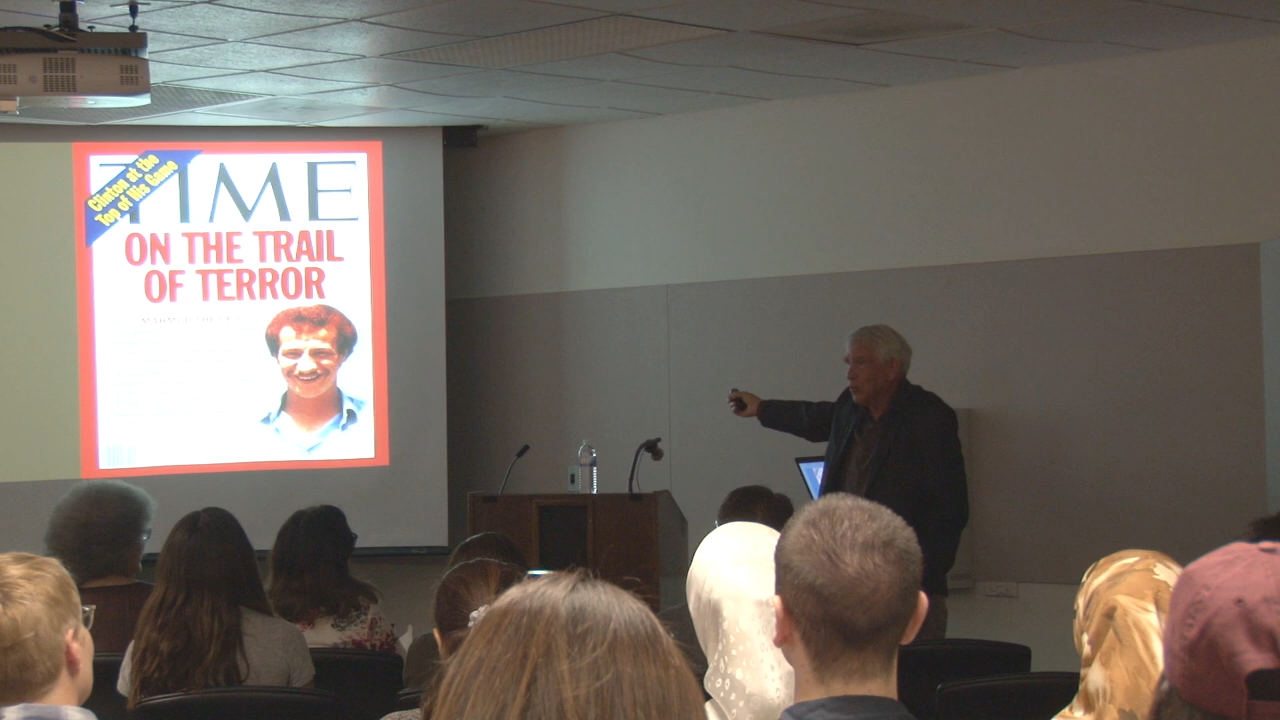 Clinton at the
Top of His Game
TIME
ON THE TRAIL
OF TERROR